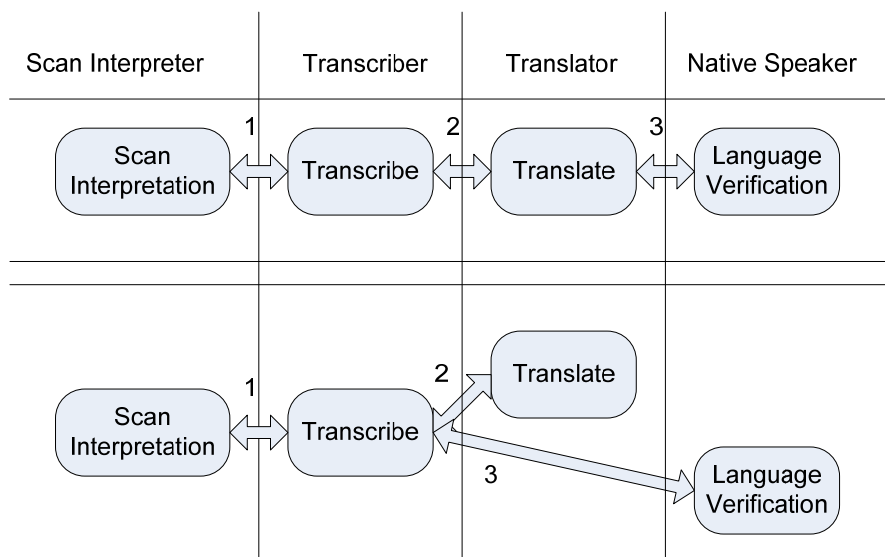 Scan Interpreter
Transcriber
Translator
Native Speaker
1
2
3
Scan
Interpretation
Transcribe
Translate
Language
Verification
1
2
3
Translate
Scan
Interpretation
Transcribe
Language
Verification